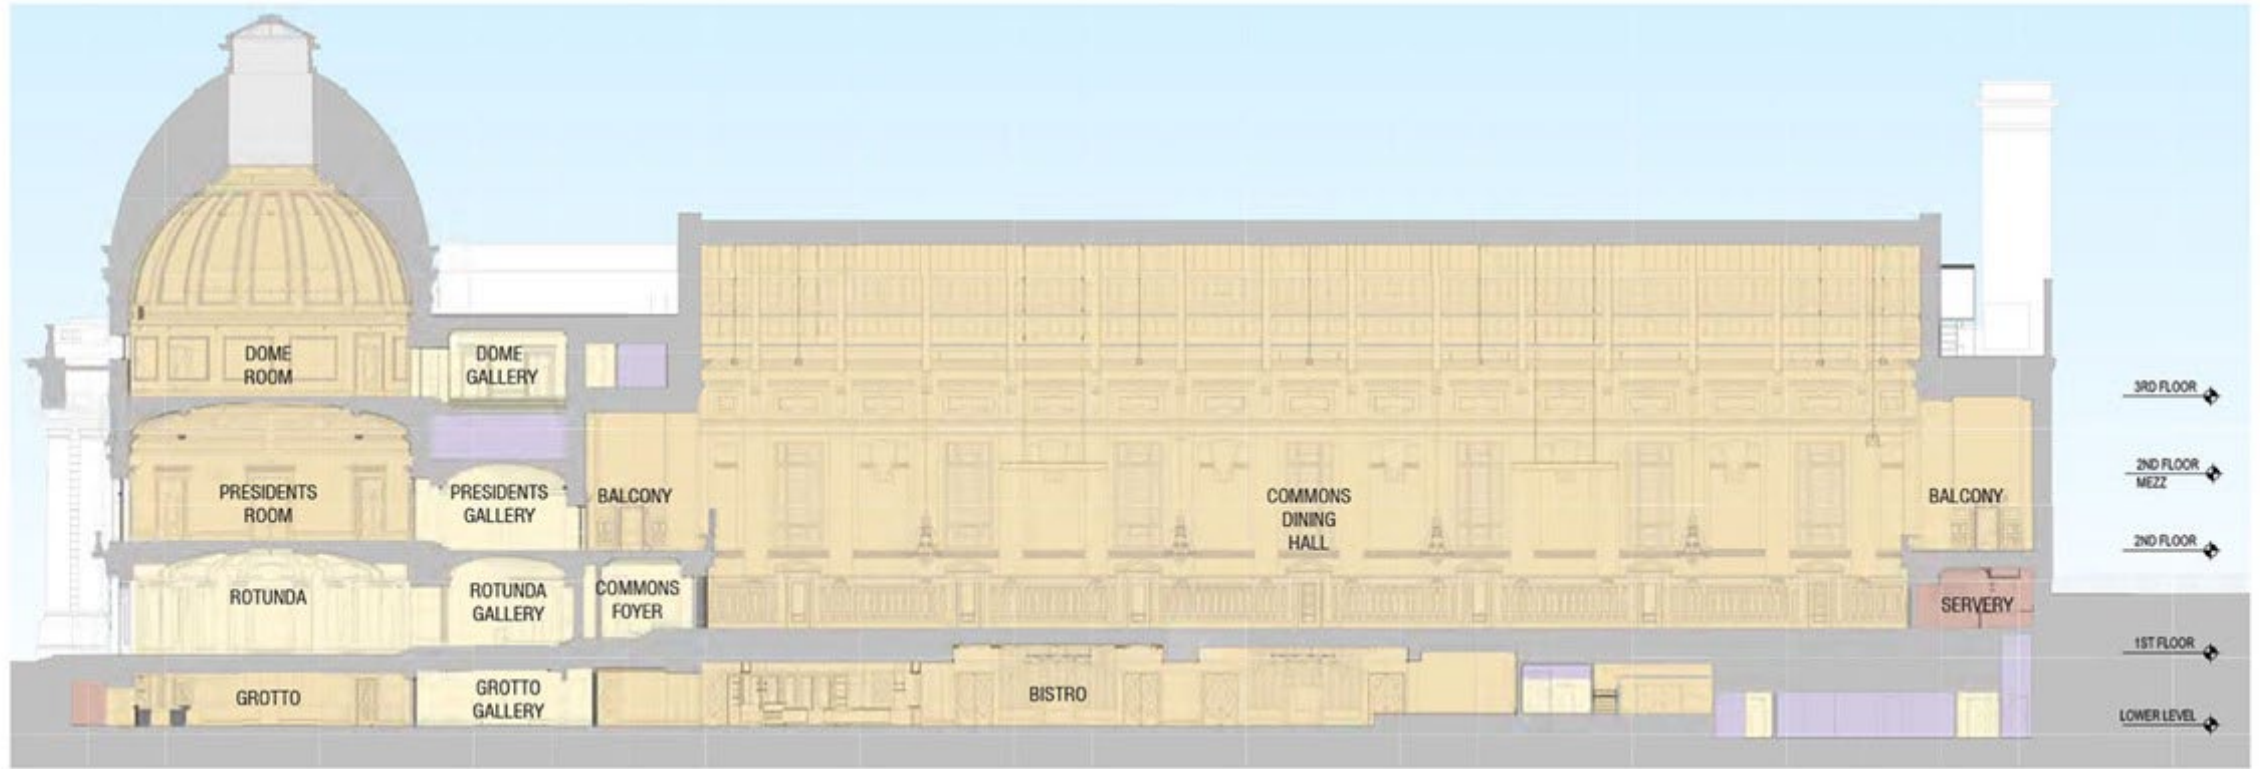 DOME
ROOM
DOME
GALLERY
3RD FLOOR
PRESIDENTS
ROOM
PRESIDENTS
GALLERY
BALCONY
COMMONS
DINING
HALL
BALCONY
2ND FLOOR
MEZZ
2ND FLOOR
ROTUNDA
ROTUNDA
GALLERY
COMMONS
FOYER
SERVERY
1ST FLOOR
GROTTO
GROTTO
GALLERY
BISTRO
LOWER LEVEL